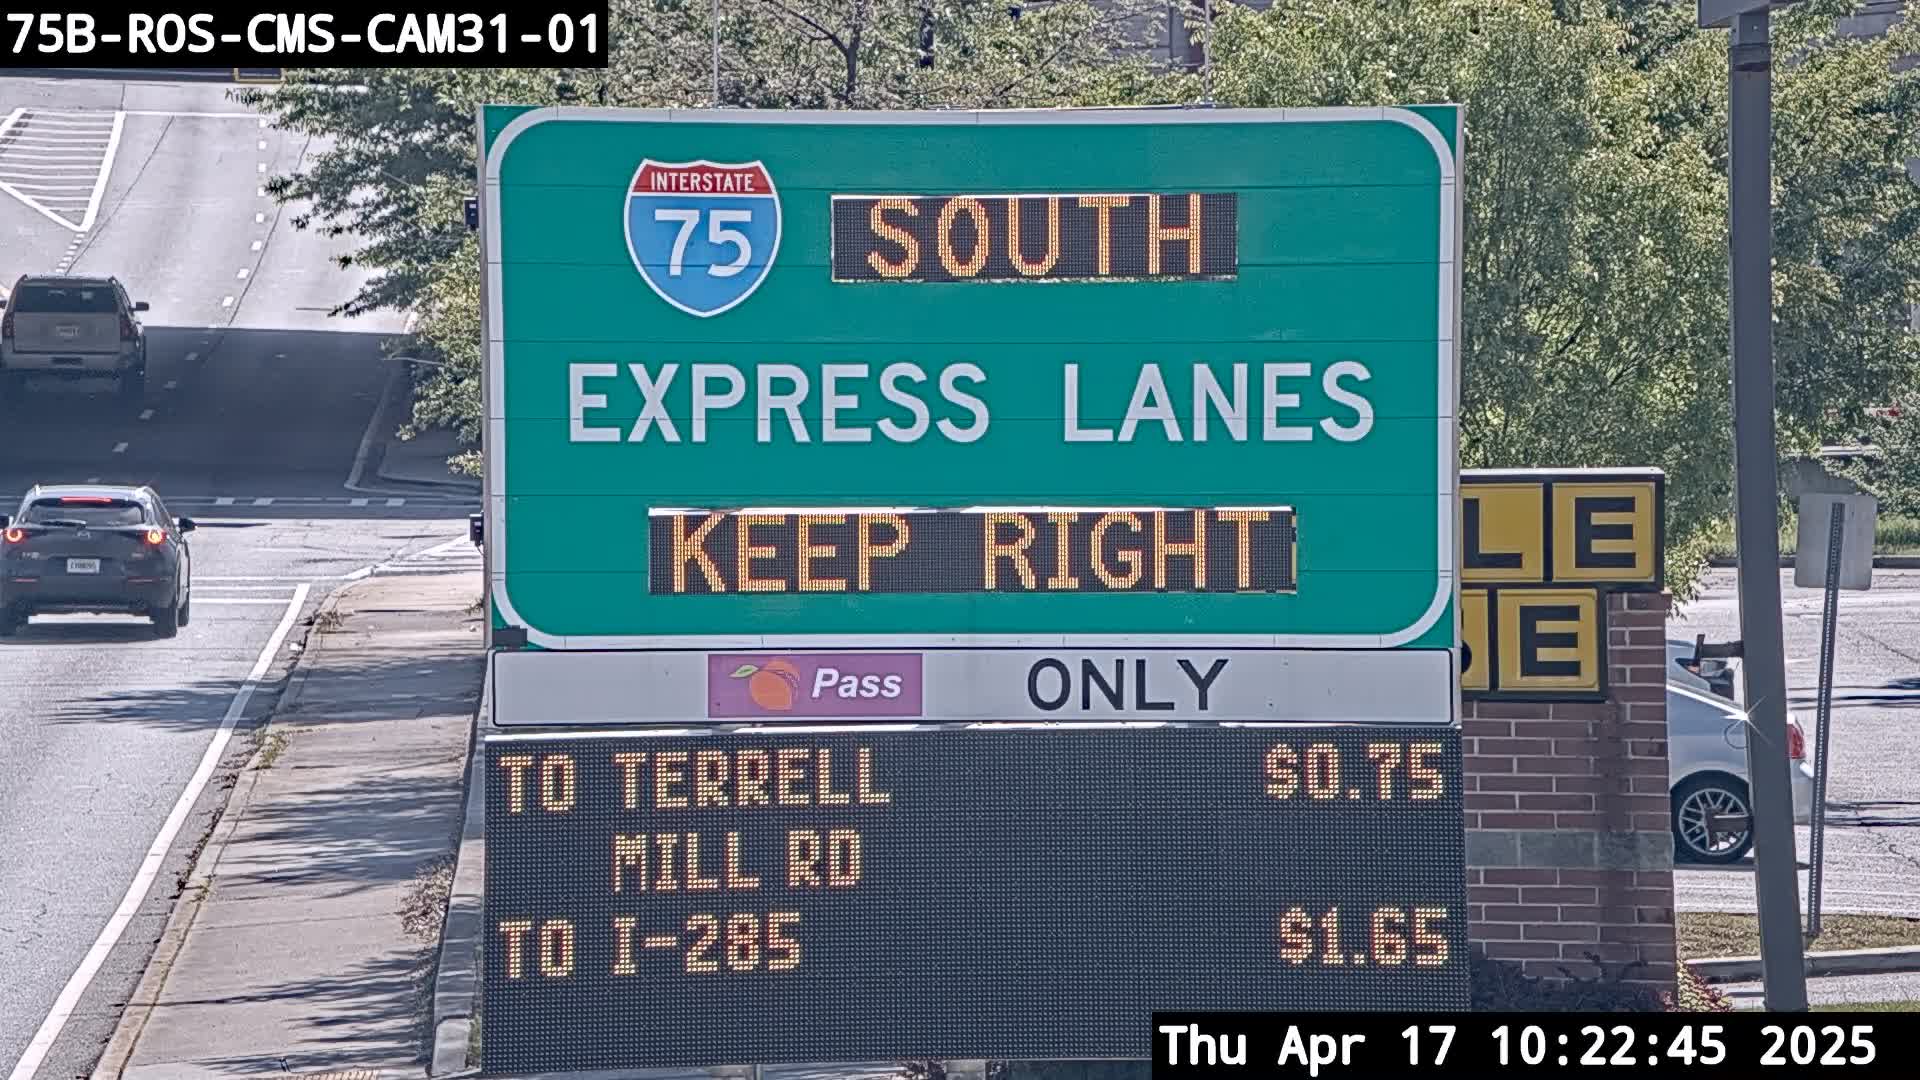 75B-ROS-CMS-CAM31-01
INTERSTATE
75
SOUTH
EXPRESS LANES
KEEP RIGHT
LE
E
Pass
ONLY
TO TERRELL $0.75
MILL RD
TO I-285 $1.65
Thu Apr 17 10:22:45 2025